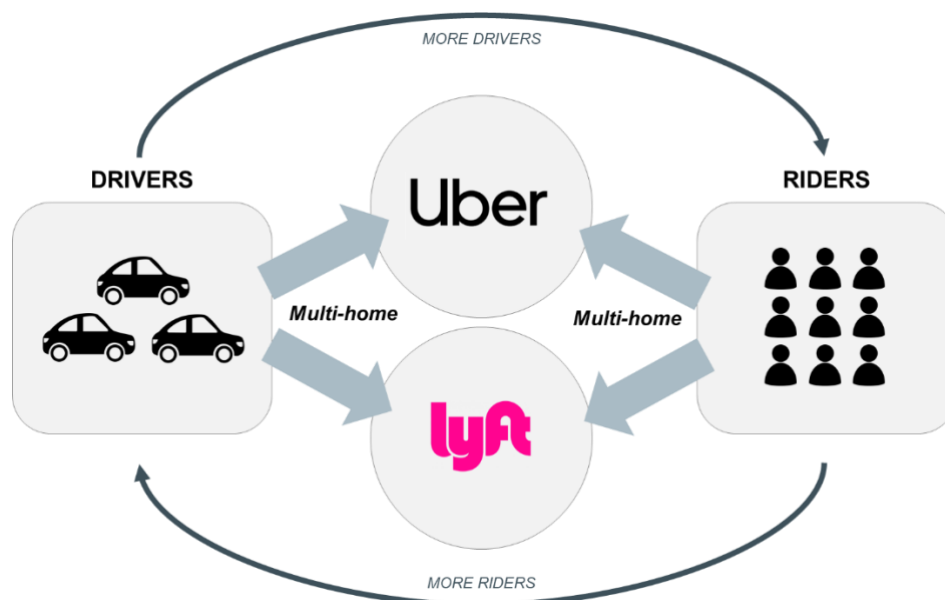 MORE DRIVERS
DRIVERS
RIDERS
Uber
Multi-home
Multi-home
lyft
MORE RIDERS